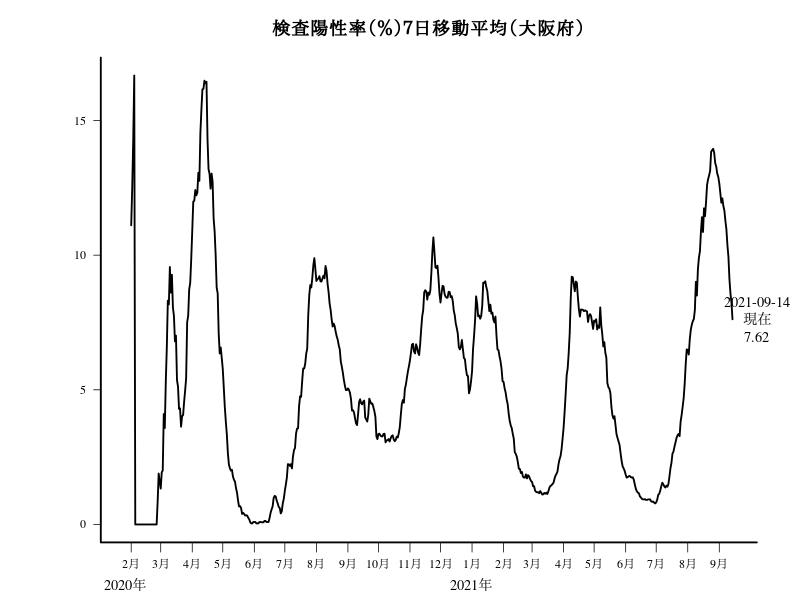 検査陽性率(%)7日移動平均(大阪府)
15
10
5
0
2021-09-14
現在
7.62
2月 3月 4月 5月 6月 7月 8月 9月 10月 11月 12月 1月 2月 3月 4月 5月 6月 7月 8月 9月
2020年 2021年